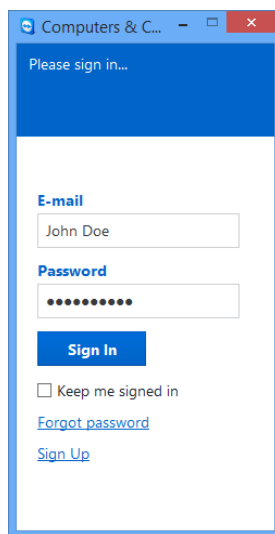 Computers & C...
Please sign in...
E-mail
John Doe
Password
●●●●●●●●●●
Sign In
Keep me signed in
Forgot password
Sign Up